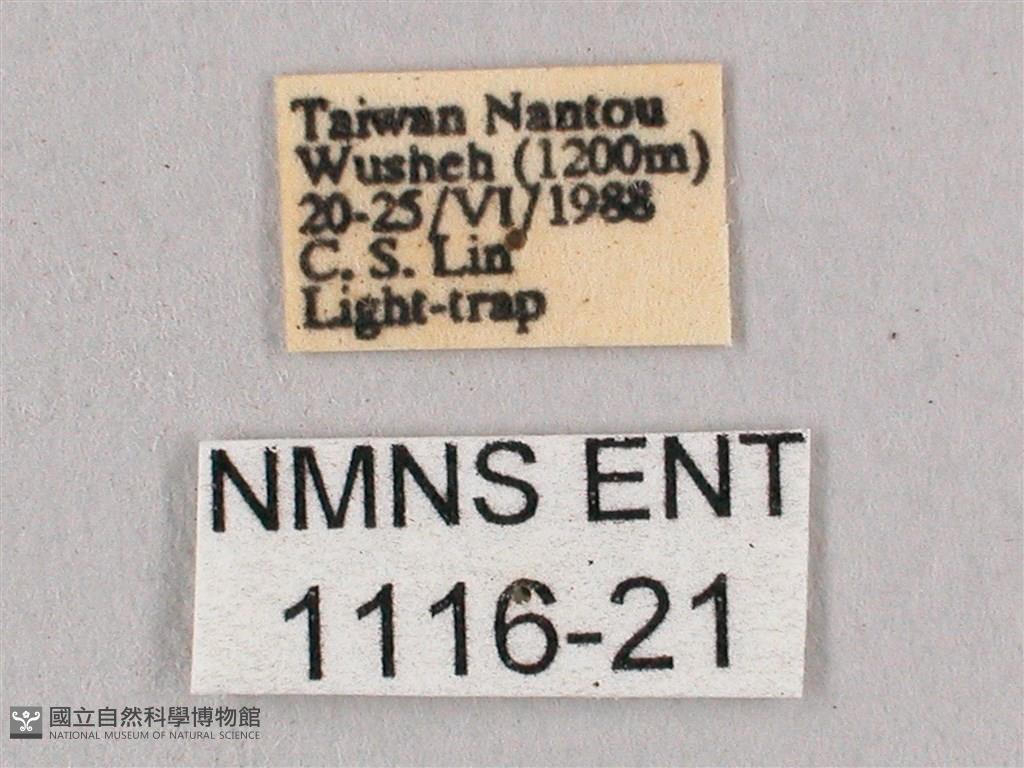 Taiwan Nantou
Wusheh (1200m)
20-25/VI/1988
C. S. Lin
Light-trap
NMNS ENT
1116-21
國立自然科學博物館
NATIONAL MUSEUM OF NATURAL SCIENCE